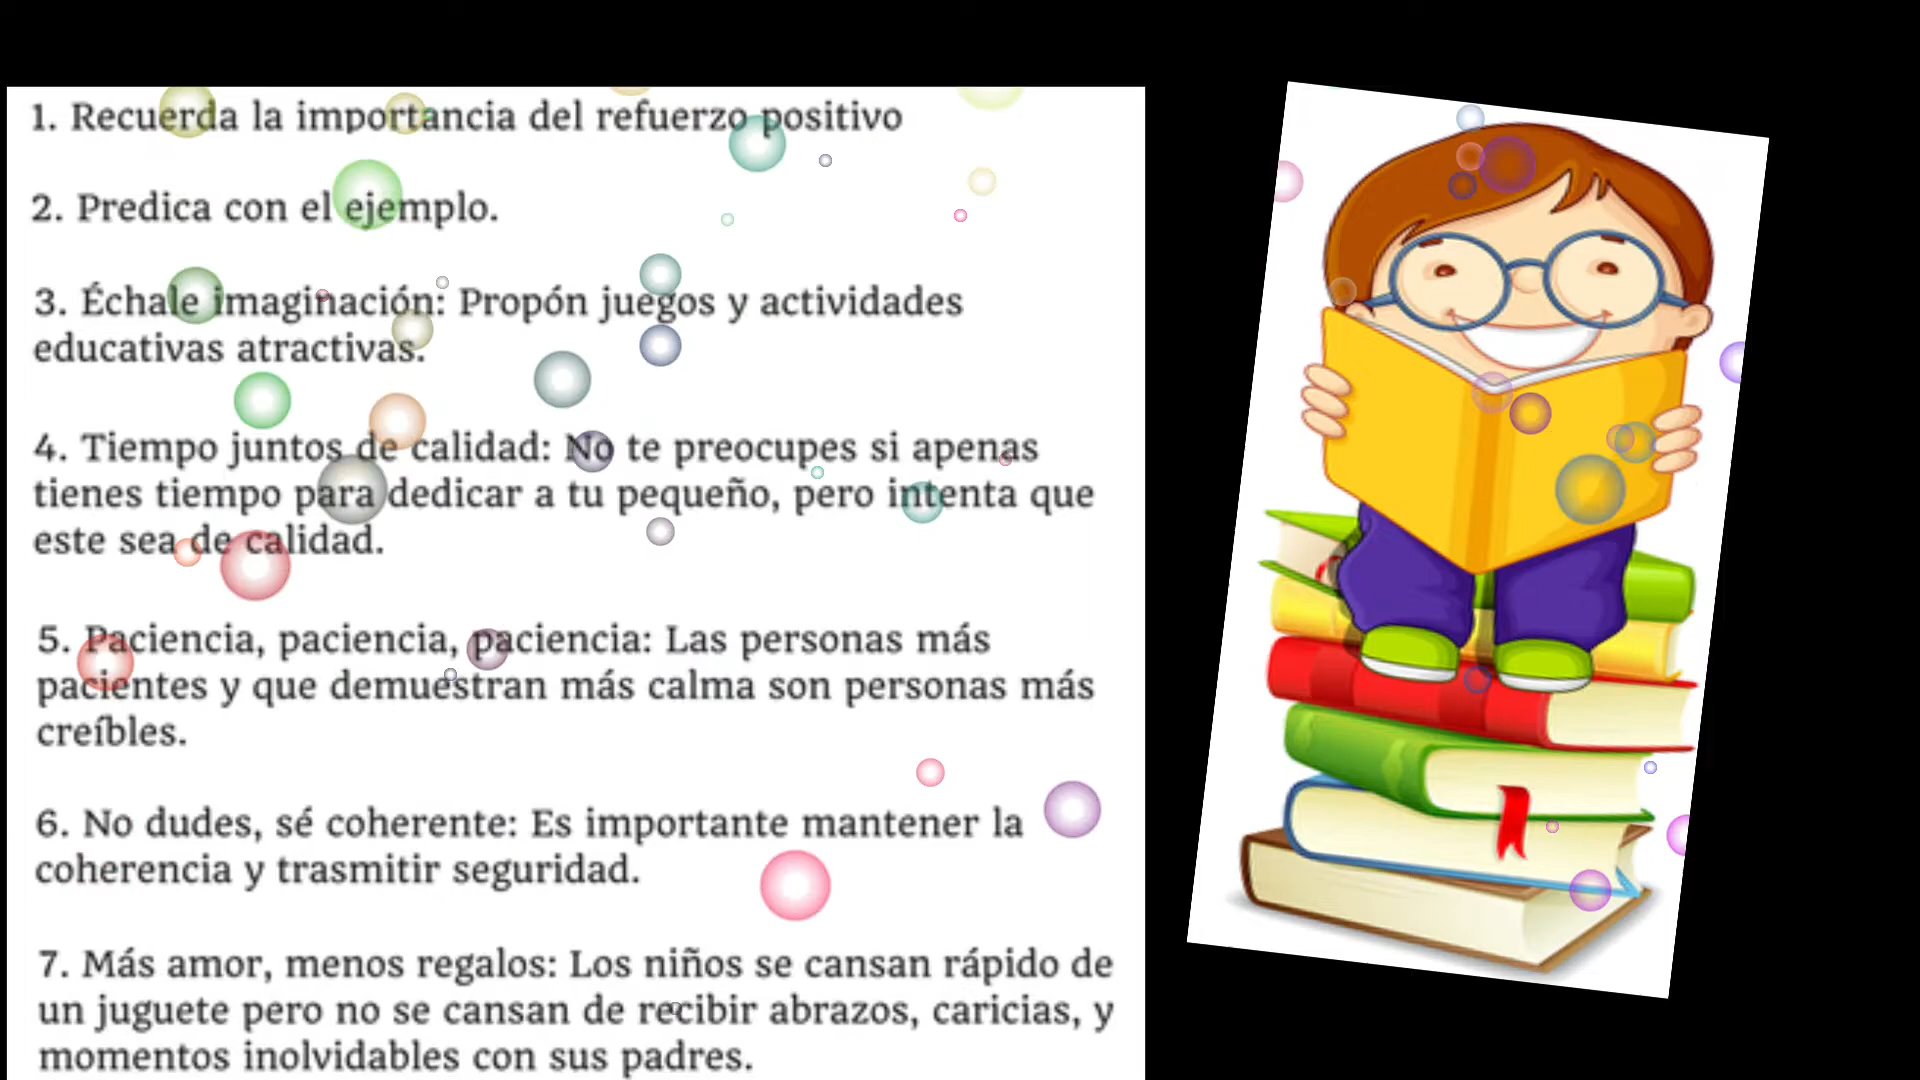 1. Recuerda la importancia del refuerzo positivo
2. Predica con el ejemplo.
3. Échale imaginación: Propón juegos y actividades
educativas atractivas.
4. Tiempo juntos de calidad: No te preocupes si apenas
tienes tiempo para dedicar a tu pequeño, pero intenta que
este sea de calidad.
5. Paciencia, paciencia, paciencia: Las personas más
pacientes y que demuestran más calma son personas más
creíbles.
6. No dudes, sé coherente: Es importante mantener la
coherencia y trasmitir seguridad.
7. Más amor, menos regalos: Los niños se cansan rápido de
un juguete pero no se cansan de recibir abrazos, caricias, y
momentos inolvidables con sus padres.